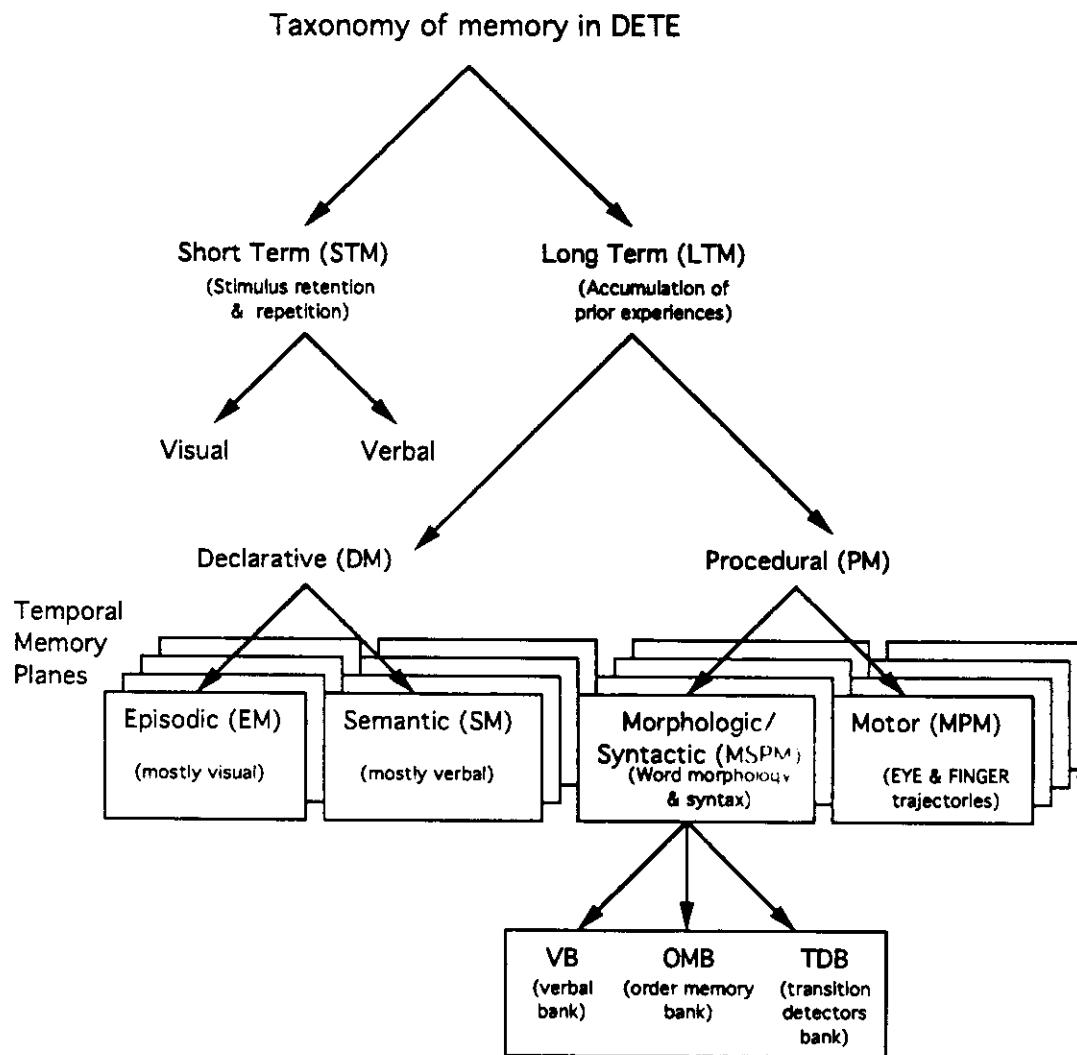 Taxonomy of memory in DETE
Short Term (STM)
(Stimulus retention
& repetition)
Long Term (LTM)
(Accumulation of
prior experiences)
Visual
Verbal
Declarative (DM)
Procedural (PM)
Temporal
Memory
Planes
Episodic (EM)
(mostly visual)
Semantic (SM)
(mostly verbal)
Morphologic/
Syntactic (MSPM)
(Word morphology
& syntax)
Motor (MPM)
(EYE & FINGER
trajectories)
VB
(verbal
bank)
OMB
(order memory
bank)
TDB
(transition
detectors
bank)